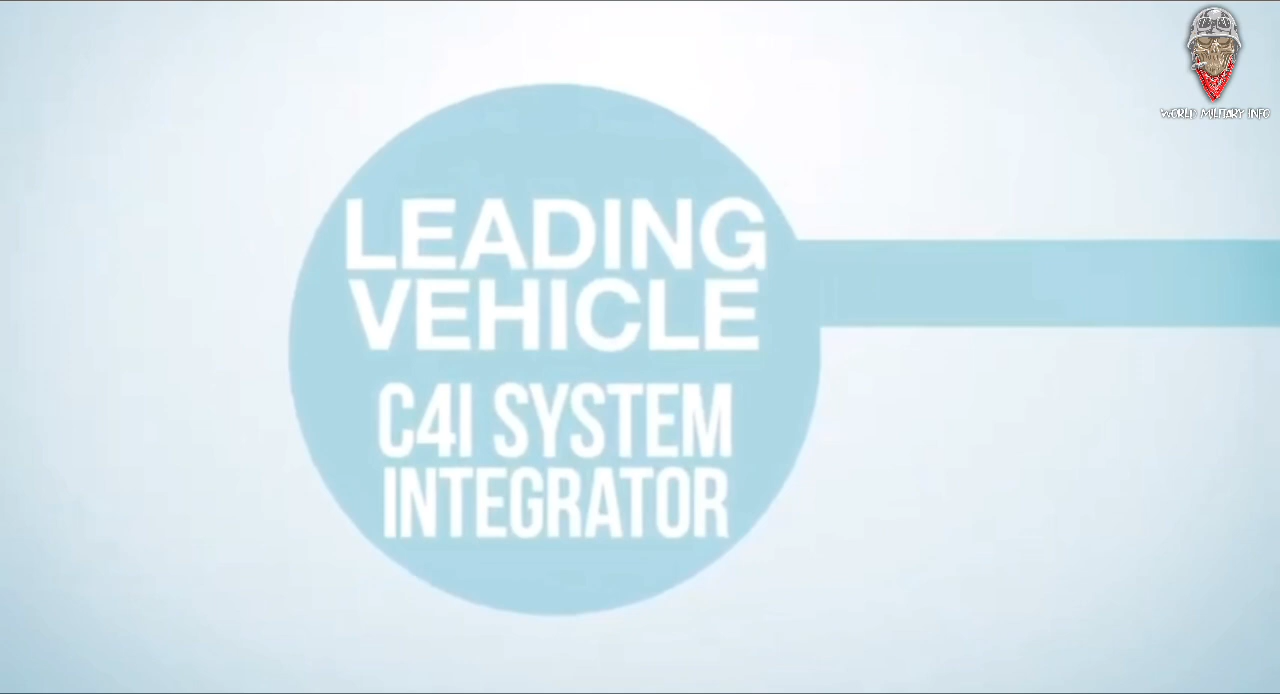 WORLD MILITARY INFO
LEADING
VEHICLE
C4I SYSTEM
INTEGRATOR